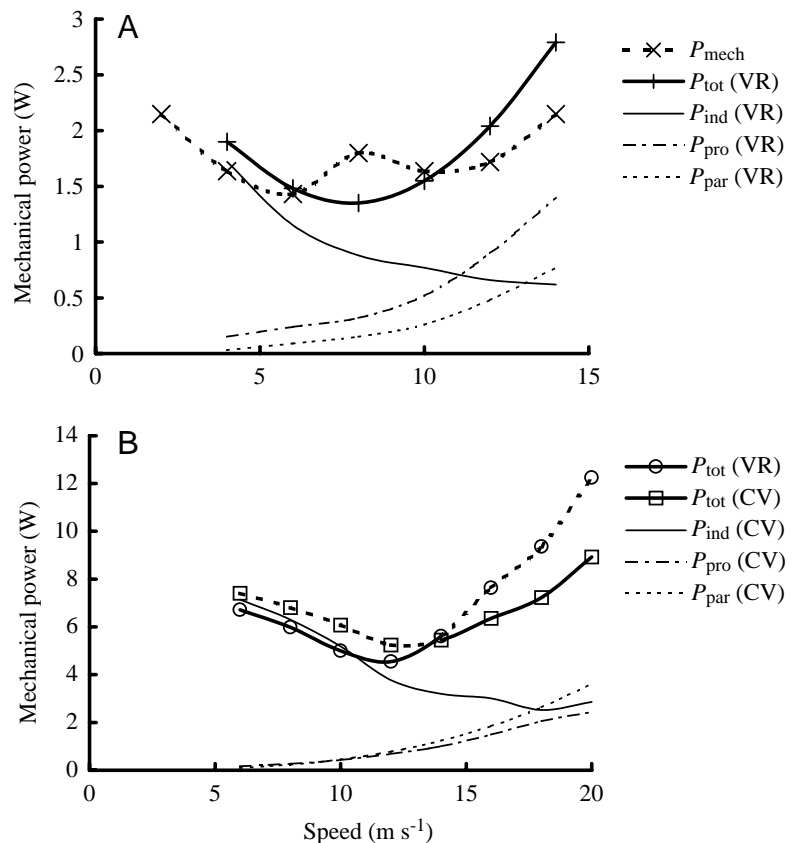 A
Mechanical power (W)
3
2.5
2
1.5
1
0.5
0
0 5 10 15
Pmech
Ptot (VR)
Pind (VR)
Ppro (VR)
Ppar (VR)
B
Mechanical power (W)
14
12
10
8
6
4
2
0
0 5 10 15 20
Speed (m s-1)
Ptot (VR)
Ptot (CV)
Pind (CV)
Ppro (CV)
Ppar (CV)